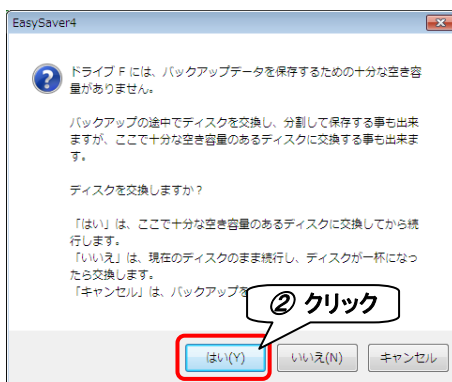 EasySaver4
ドライブ F には、バックアップデータを保存するための十分な空き容
量がありません。
バックアップの途中でディスクを交換し、分割して保存する事も出来
ますが、ここで十分な空き容量のあるディスクに交換する事も出来ま
す。
ディスクを交換しますか？
「はい」は、ここで十分な空き容量のあるディスクに交換してから続
行します。
「いいえ」は、現在のディスクのまま続行し、ディスクが一杯になっ
たら交換します。
「キャンセル」は、バックアップを
② クリック
はい(Y)
いいえ(N)
キャンセル